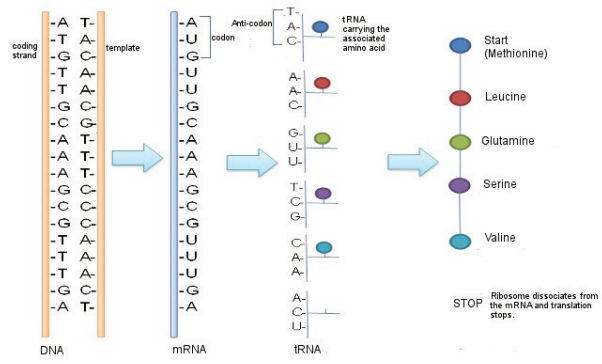 coding
strand
-A T-
-T A-
-G C-
-T A-
-T A-
-G C-
-C G-
-A T-
-A T-
-A T-
-G C-
-C C-
-G C-
-T A-
-T A-
-T A-
-G C-
-A T-
template
DNA
-A
-U
-G
-U
-U
-G
-C
-A
-A
-A
-G
-C
-G
-U
-U
-U
-G
-A
codon
mRNA
Anti-codon
T-
A-
C-
tRNA
carrying the
associated
amino acid
A-
A-
C-
G-
U-
U-
T-
C-
G-
C-
A-
A-
A-
C-
U-
tRNA
Start
(Methionine)
Leucine
Glutamine
Serine
Valine
STOP
Ribosome dissociates from
the mRNA and translation
stops.